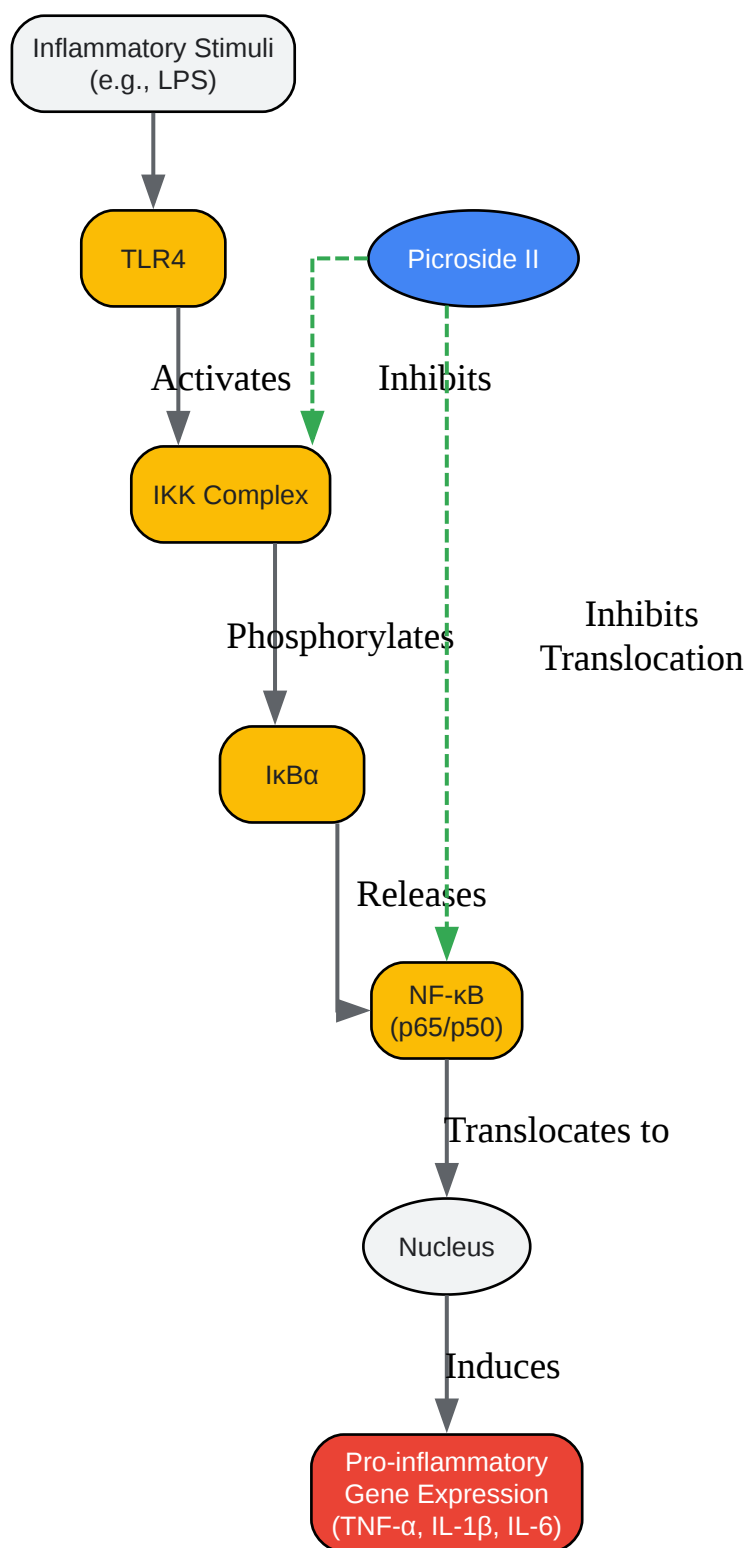 Inflammatory Stimuli
(e.g., LPS)
TLR4
Picroside II
Activates
Inhibits
IKK Complex
Inhibits
Translocation
Phosphorylates
IκBα
Releases
NF-κB
(p65/p50)
Translocates to
Nucleus
Induces
Pro-inflammatory
Gene Expression
(TNF-α, IL-1β, IL-6)